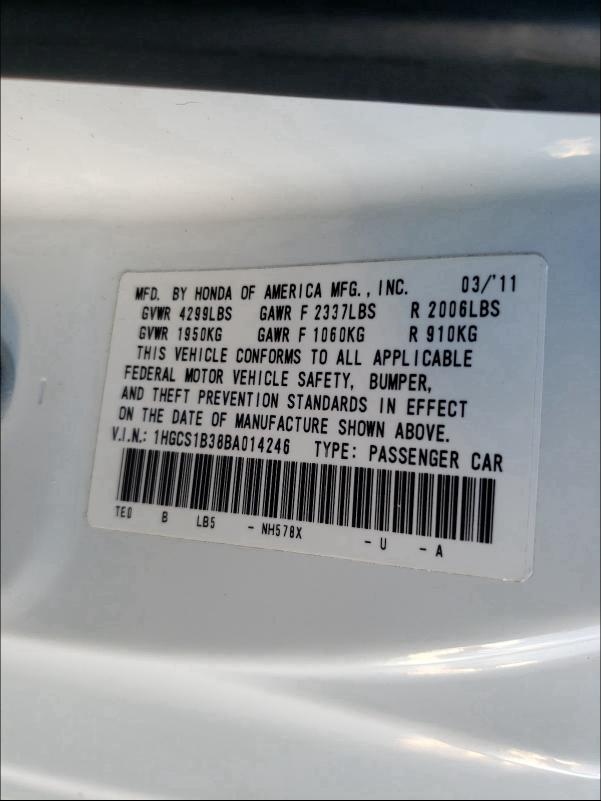 MFD. BY HONDA OF AMERICA MFG., INC. 03/'11
GVWR 4299LBS GAWR F 2337LBS R 2006LBS
GVWR 1950KG GAWR F 1060KG R 910KG
THIS VEHICLE CONFORMS TO ALL APPLICABLE
FEDERAL MOTOR VEHICLE SAFETY, BUMPER,
AND THEFT PREVENTION STANDARDS IN EFFECT
ON THE DATE OF MANUFACTURE SHOWN ABOVE.
V.I.N.: 1HGCS1B38BA014246 TYPE: PASSENGER CAR
TE0 B LB5 - NH578X - U - A